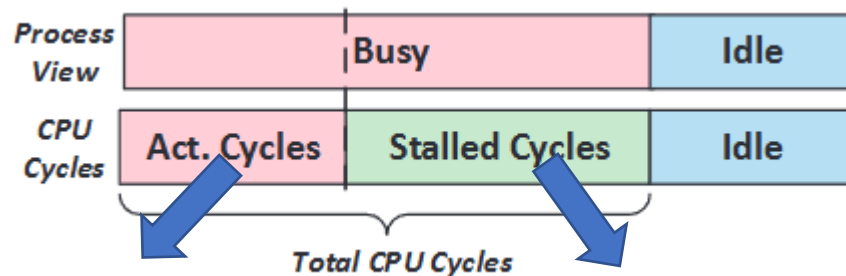 Process View
Busy
Idle
CPU Cycles
Act. Cycles
Stalled Cycles
Idle
Total CPU Cycles